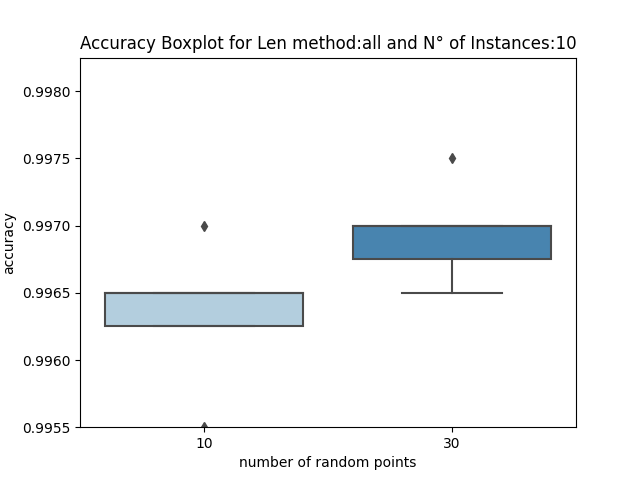 Accuracy Boxplot for Len method:all and N° of Instances:10
0.9980
0.9975
0.9970
0.9965
0.9960
0.9955
accuracy
10 30
number of random points